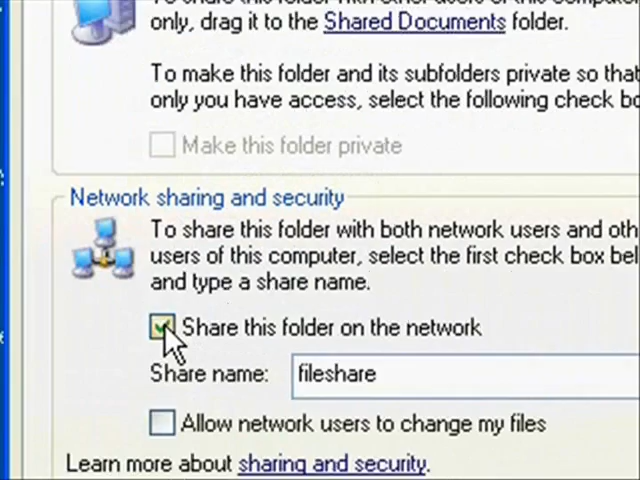 only, drag it to the Shared Documents folder.
To make this folder and its subfolders private so that
only you have access, select the following check bo
Make this folder private
Network sharing and security
To share this folder with both network users and oth
users of this computer, select the first check box bel
and type a share name.
Share this folder on the network
Share name: fileshare
Allow network users to change my files
Learn more about sharing and security.